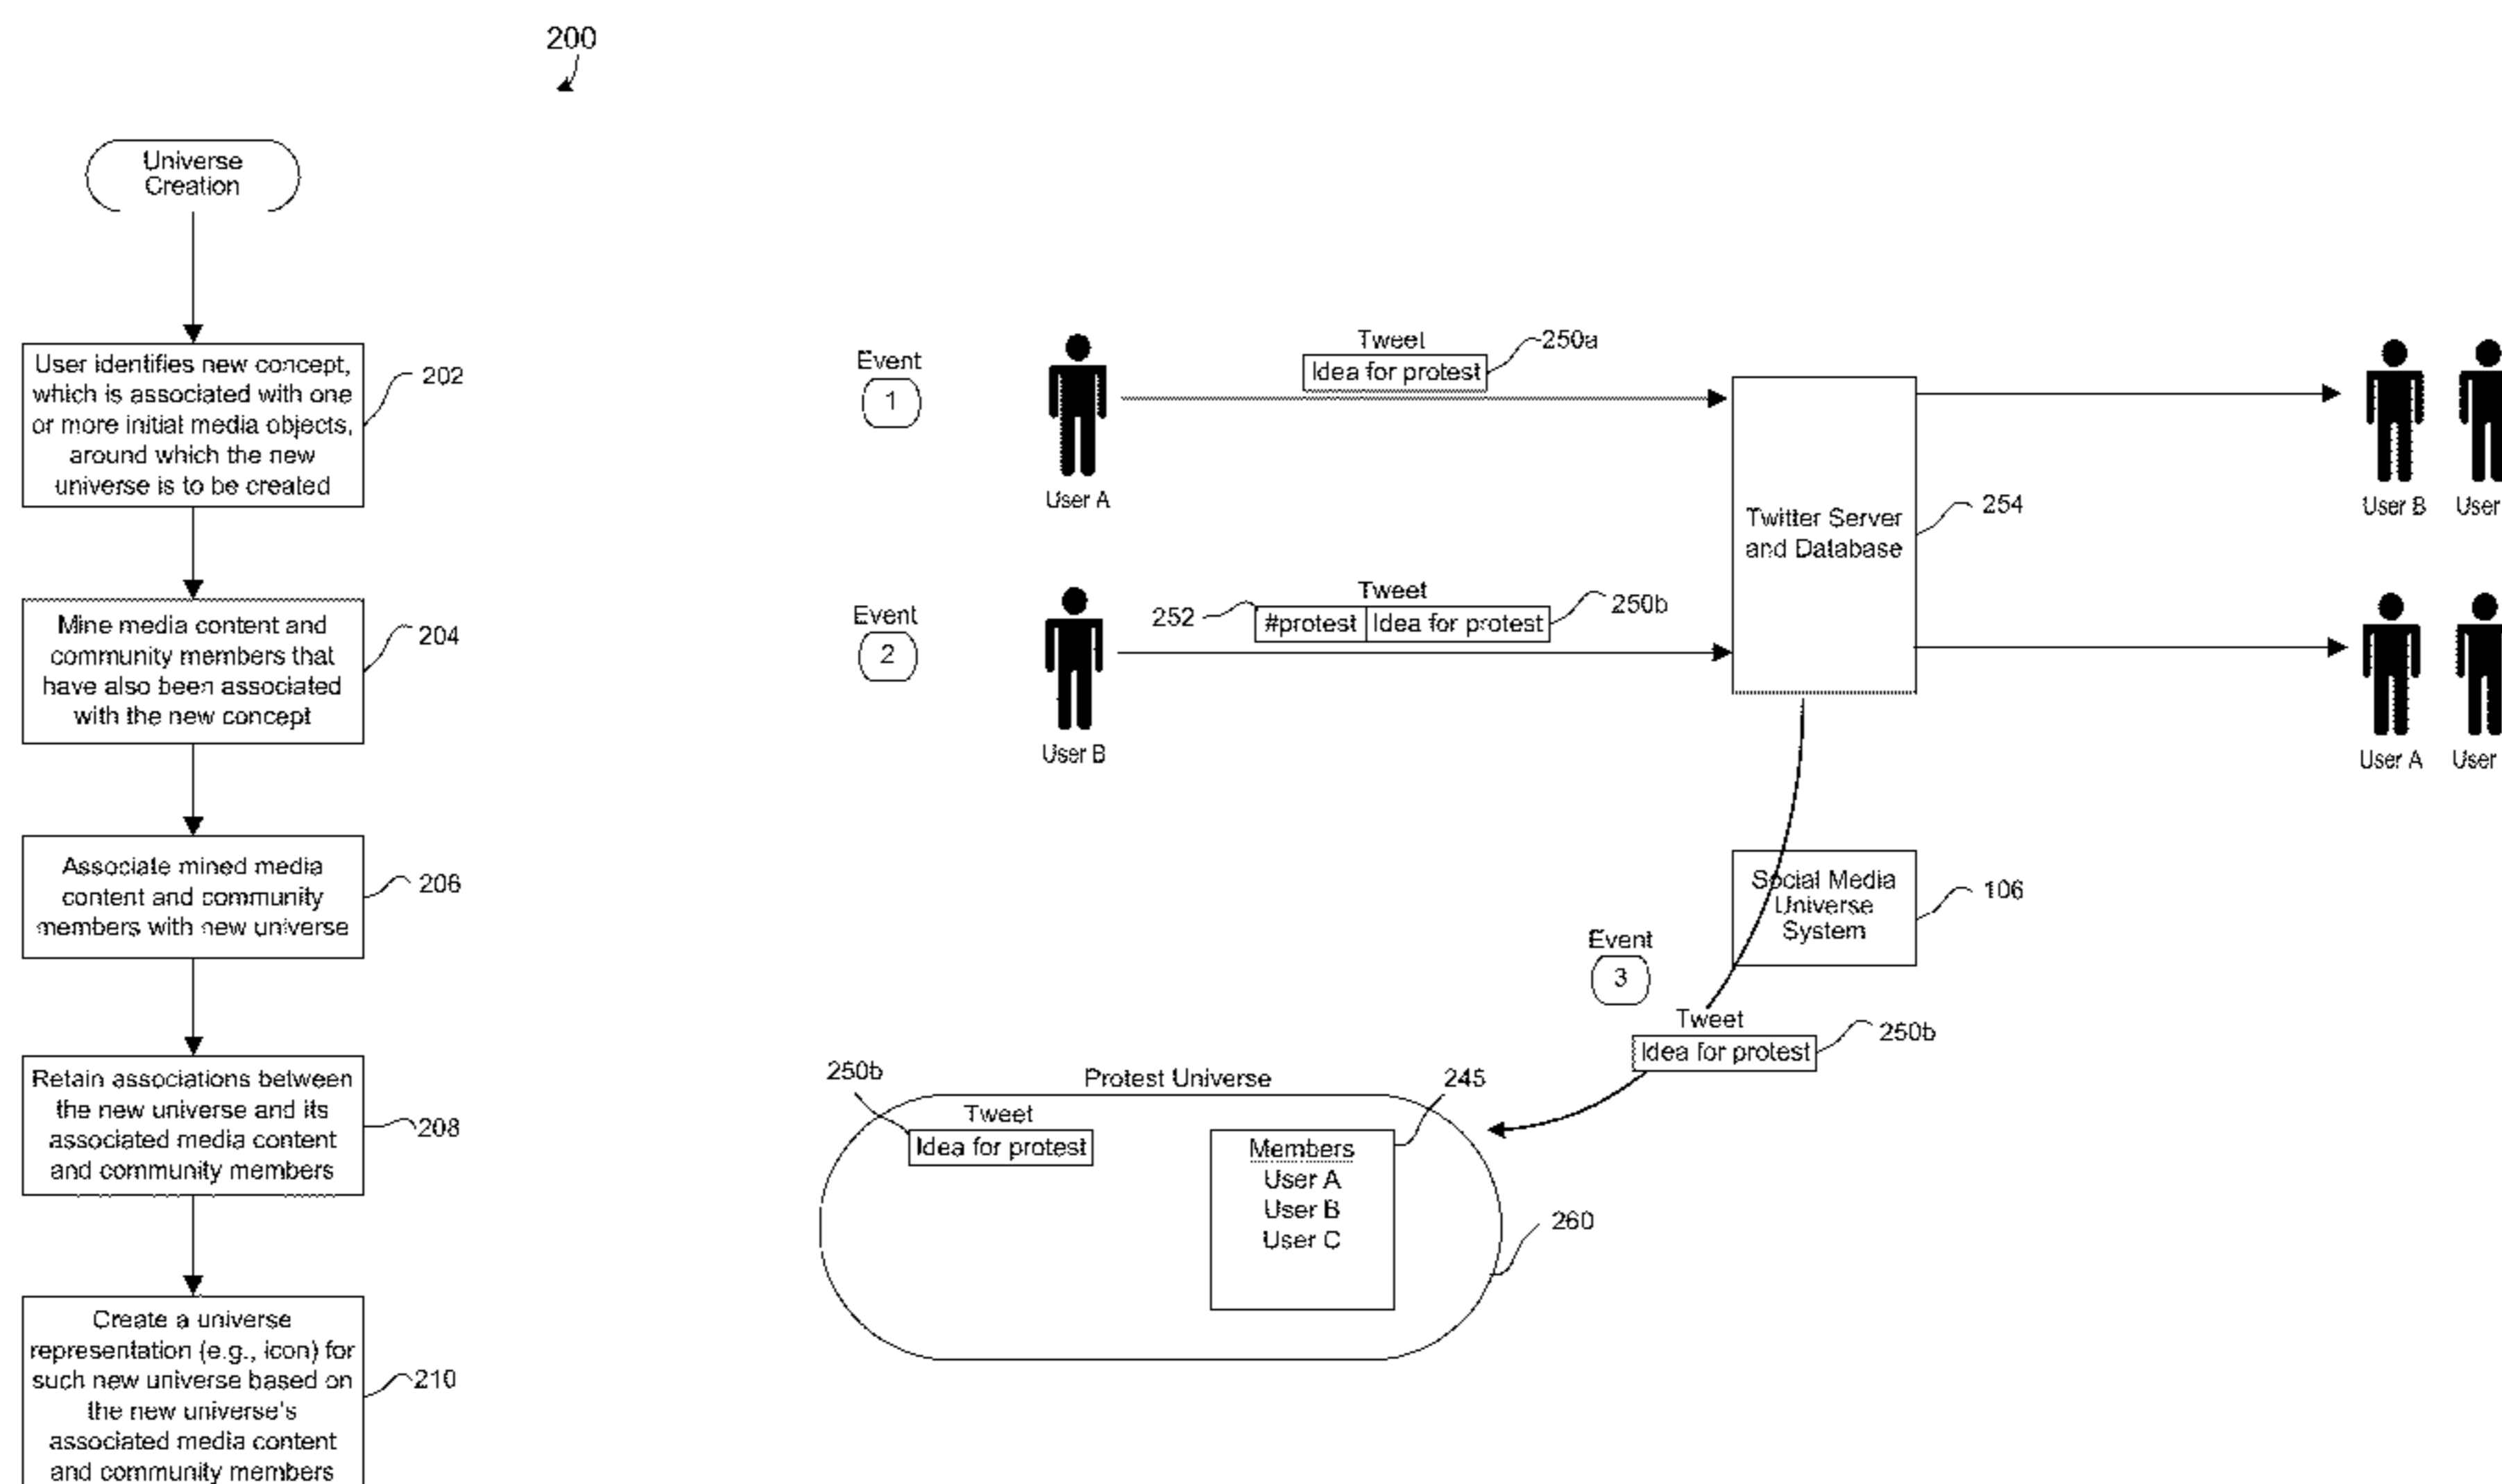 200
Universe
Creation
User identifies new concept,
which is associated with one
or more initial media objects,
around which the new
universe is to be created
202
Mine media content and
community members that
have also been associated
with the new concept
204
Associate mined media
content and community
members with new universe
206
Retain associations between
the new universe and its
associated media content
and community members
208
Create a universe
representation (e.g., icon) for
such new universe based on
the new universe's
associated media content
and community members
210
Event
1
User A
Tweet
Idea for protest
250a
Twitter Server
and Database
254
User B
User
Event
2
User B
252
Tweet
#protest
Idea for protest
250b
User A
User
Social Media
Universe
System
106
Event
3
Tweet
Idea for protest
250b
Protest Universe
250b
Tweet
Idea for protest
245
Members
User A
User B
User C
260